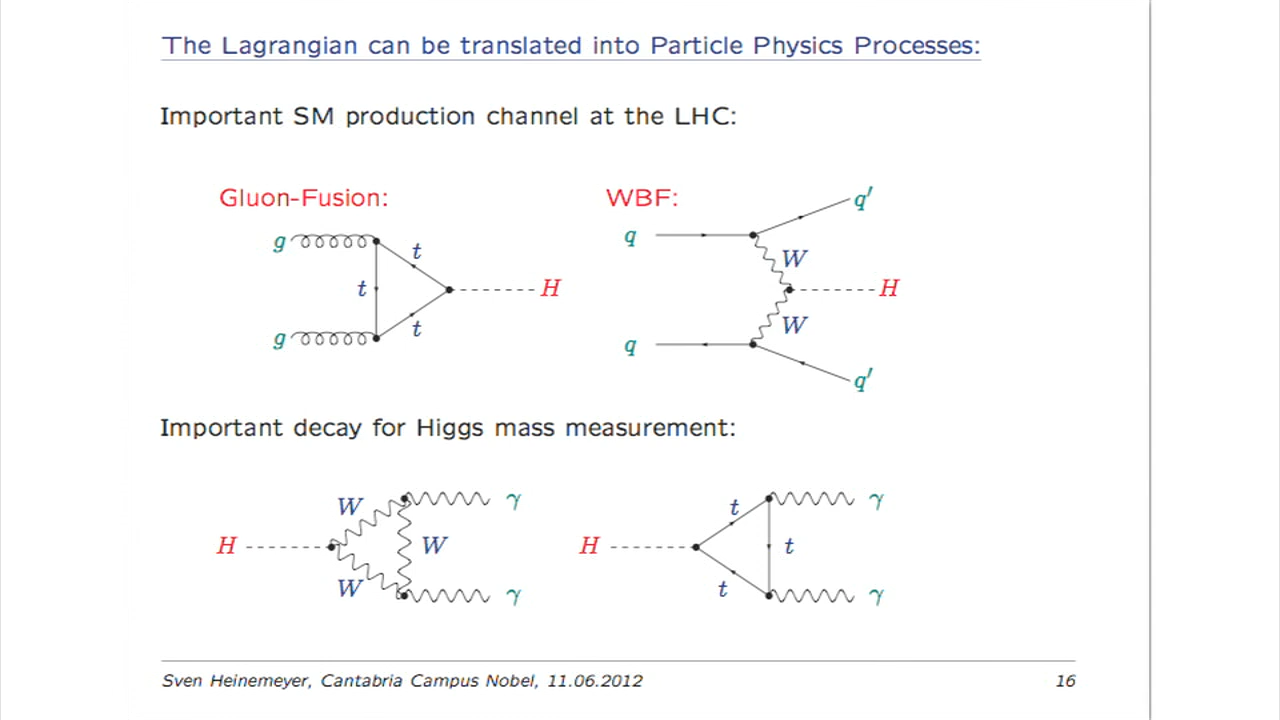 The Lagrangian can be translated into Particle Physics Processes:
Important SM production channel at the LHC:
Gluon-Fusion:
g
t
t
H
g
t
WBF:
q
q′
W
H
W
q
q′
Important decay for Higgs mass measurement:
W
γ
H
W
W
γ
t
γ
H
t
t
γ
Sven Heinemeyer, Cantabria Campus Nobel, 11.06.2012
16